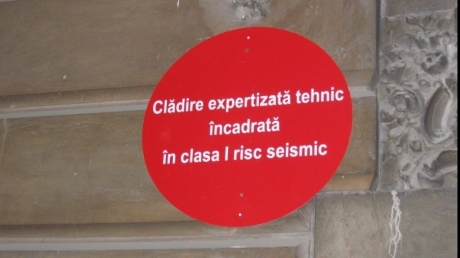 Clădire expertizată tehnic
încadrată
în clasa I risc seismic